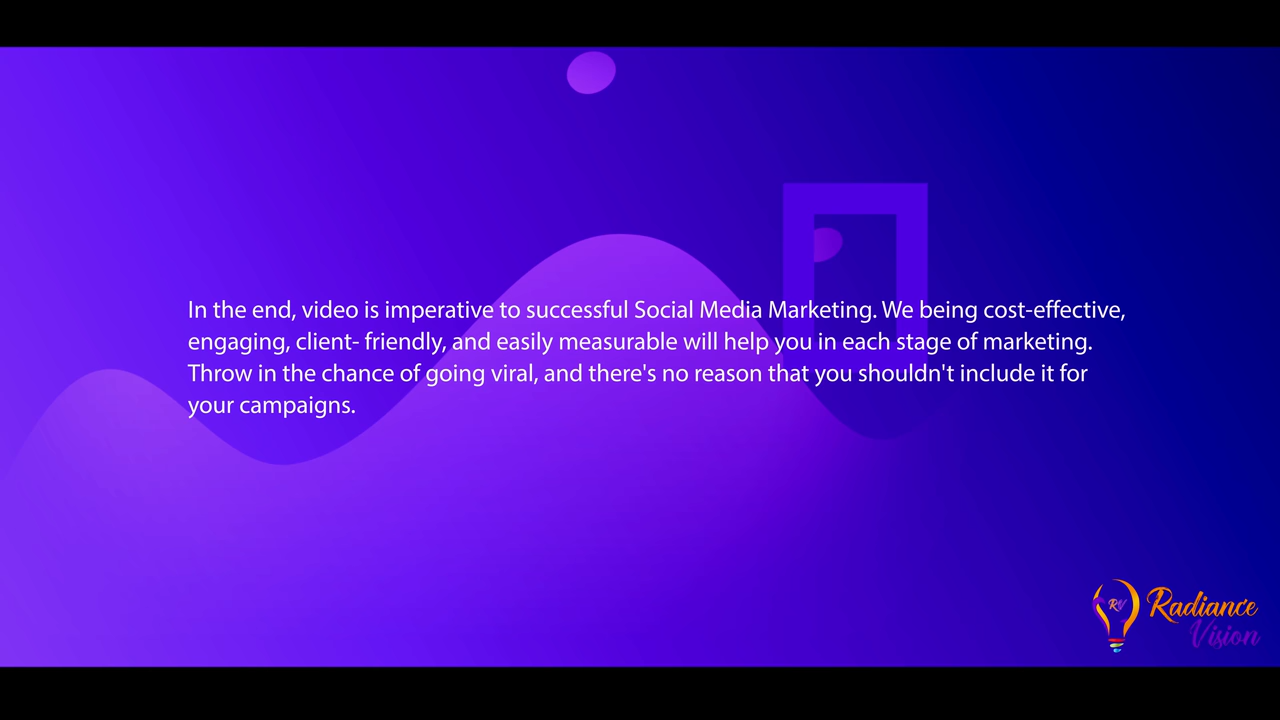 In the end, video is imperative to successful Social Media Marketing. We being cost-effective,
engaging, client- friendly, and easily measurable will help you in each stage of marketing.
Throw in the chance of going viral, and there's no reason that you shouldn't include it for
your campaigns.
RV
Radiance
Vision